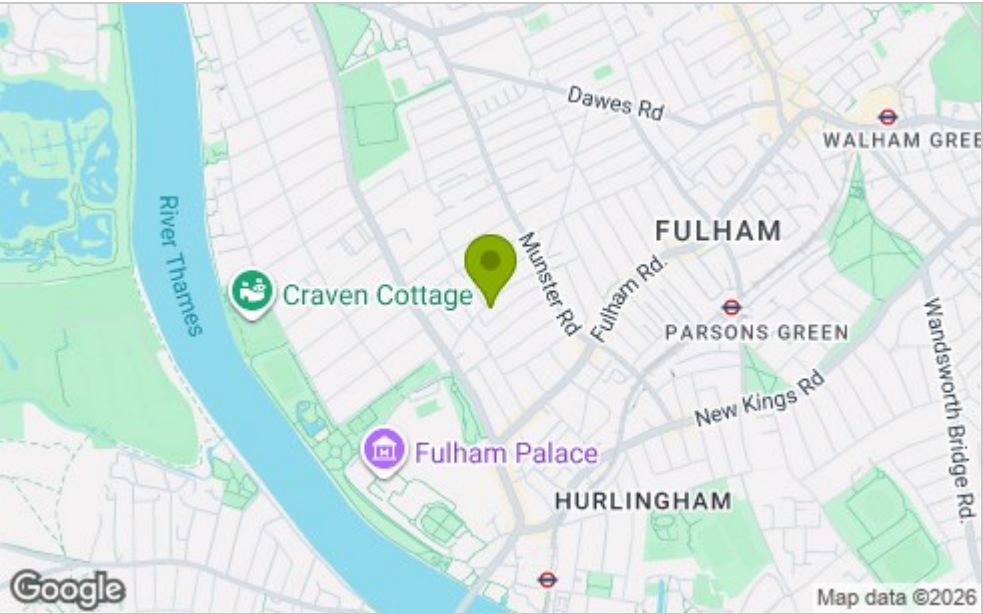 Dawes Rd
WALHAM GREE
River Thames
FULHAM
Munster Rd
Craven Cottage
Fulham Rd.
PARSONS GREEN
Wandsworth Bridge Rd.
New Kings Rd
Fulham Palace
HURLINGHAM
Google
Map data ©2026